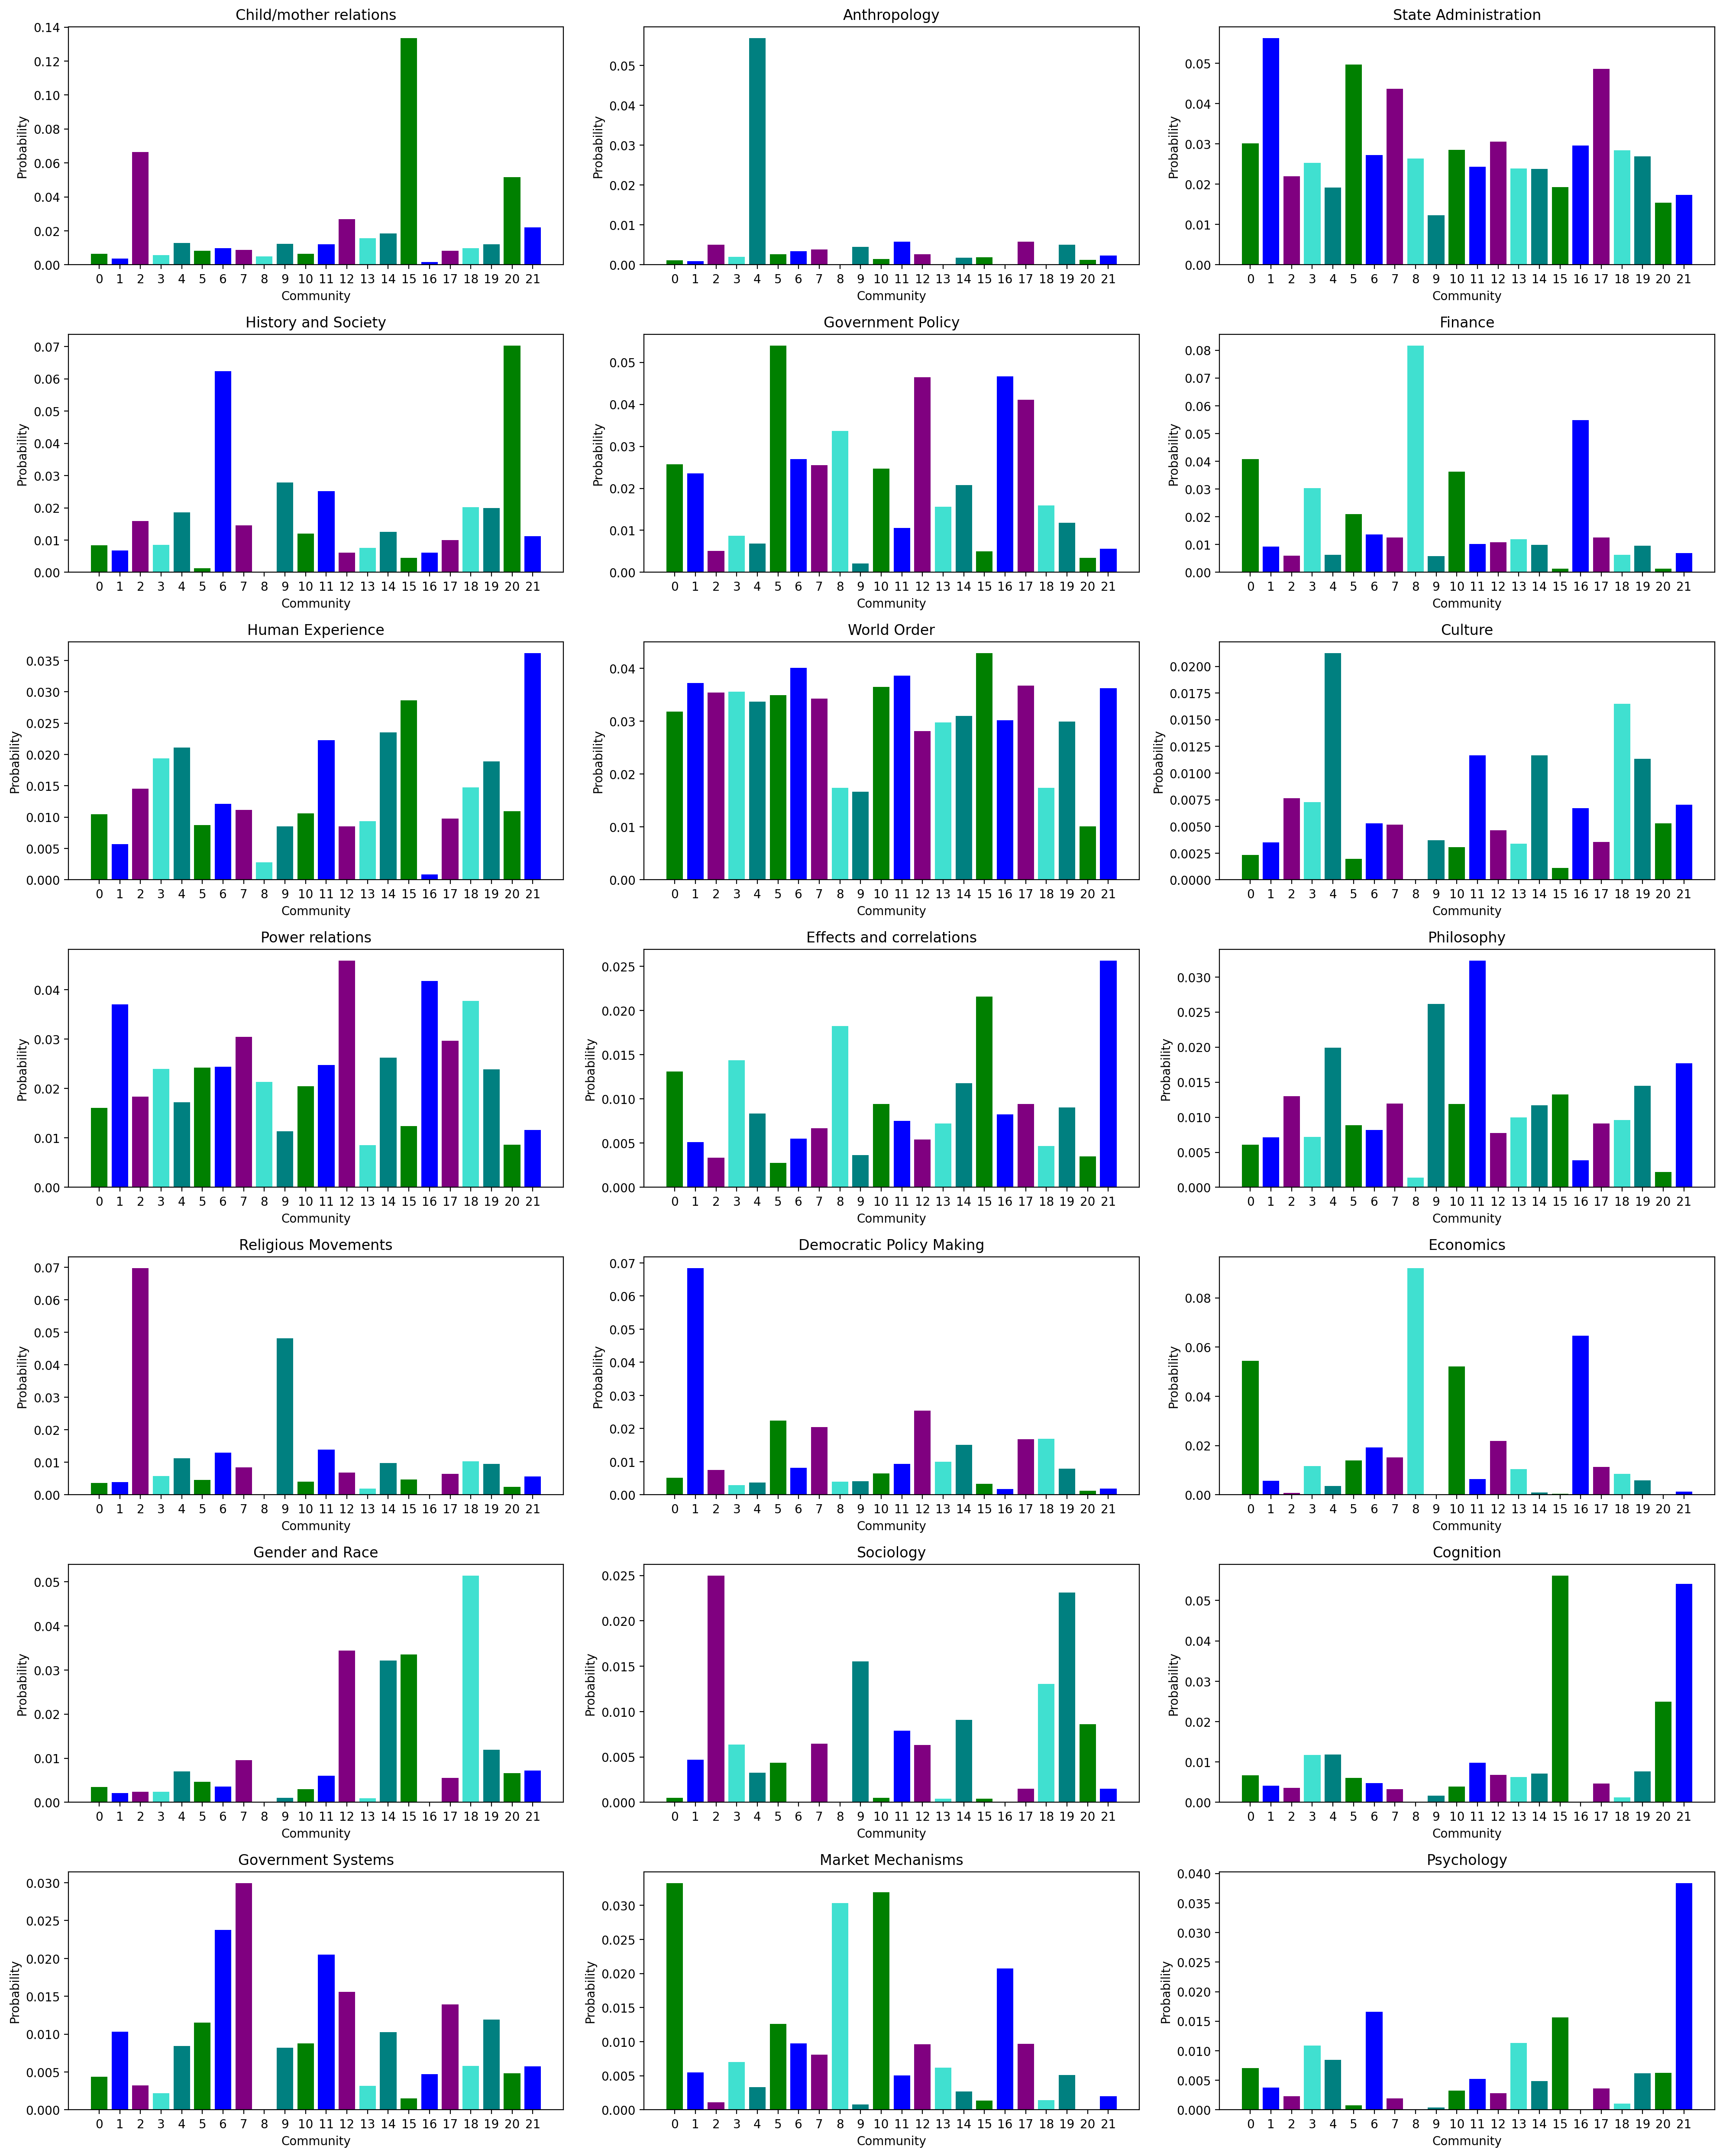 Child/mother relations
Probability
0.14
0.12
0.10
0.08
0.06
0.04
0.02
0.00
0 1 2 3 4 5 6 7 8 9 10 11 12 13 14 15 16 17 18 19 20 21
Community
Anthropology
Probability
0.05
0.04
0.03
0.02
0.01
0.00
0 1 2 3 4 5 6 7 8 9 10 11 12 13 14 15 16 17 18 19 20 21
Community
State Administration
Probability
0.05
0.04
0.03
0.02
0.01
0.00
0 1 2 3 4 5 6 7 8 9 10 11 12 13 14 15 16 17 18 19 20 21
Community
History and Society
Probability
0.07
0.06
0.05
0.04
0.03
0.02
0.01
0.00
0 1 2 3 4 5 6 7 8 9 10 11 12 13 14 15 16 17 18 19 20 21
Community
Government Policy
Probability
0.05
0.04
0.03
0.02
0.01
0.00
0 1 2 3 4 5 6 7 8 9 10 11 12 13 14 15 16 17 18 19 20 21
Community
Finance
Probability
0.08
0.07
0.06
0.05
0.04
0.03
0.02
0.01
0.00
0 1 2 3 4 5 6 7 8 9 10 11 12 13 14 15 16 17 18 19 20 21
Community
Human Experience
Probability
0.035
0.030
0.025
0.020
0.015
0.010
0.005
0.000
0 1 2 3 4 5 6 7 8 9 10 11 12 13 14 15 16 17 18 19 20 21
Community
World Order
Probability
0.04
0.03
0.02
0.01
0.00
0 1 2 3 4 5 6 7 8 9 10 11 12 13 14 15 16 17 18 19 20 21
Community
Culture
Probability
0.0200
0.0175
0.0150
0.0125
0.0100
0.0075
0.0050
0.0025
0.0000
0 1 2 3 4 5 6 7 8 9 10 11 12 13 14 15 16 17 18 19 20 21
Community
Power relations
Probability
0.04
0.03
0.02
0.01
0.00
0 1 2 3 4 5 6 7 8 9 10 11 12 13 14 15 16 17 18 19 20 21
Community
Effects and correlations
Probability
0.025
0.020
0.015
0.010
0.005
0.000
0 1 2 3 4 5 6 7 8 9 10 11 12 13 14 15 16 17 18 19 20 21
Community
Philosophy
Probability
0.030
0.025
0.020
0.015
0.010
0.005
0.000
0 1 2 3 4 5 6 7 8 9 10 11 12 13 14 15 16 17 18 19 20 21
Community
Religious Movements
Probability
0.07
0.06
0.05
0.04
0.03
0.02
0.01
0.00
0 1 2 3 4 5 6 7 8 9 10 11 12 13 14 15 16 17 18 19 20 21
Community
Democratic Policy Making
Probability
0.07
0.06
0.05
0.04
0.03
0.02
0.01
0.00
0 1 2 3 4 5 6 7 8 9 10 11 12 13 14 15 16 17 18 19 20 21
Community
Economics
Probability
0.08
0.06
0.04
0.02
0.00
0 1 2 3 4 5 6 7 8 9 10 11 12 13 14 15 16 17 18 19 20 21
Community
Gender and Race
Probability
0.05
0.04
0.03
0.02
0.01
0.00
0 1 2 3 4 5 6 7 8 9 10 11 12 13 14 15 16 17 18 19 20 21
Community
Sociology
Probability
0.025
0.020
0.015
0.010
0.005
0.000
0 1 2 3 4 5 6 7 8 9 10 11 12 13 14 15 16 17 18 19 20 21
Community
Cognition
Probability
0.05
0.04
0.03
0.02
0.01
0.00
0 1 2 3 4 5 6 7 8 9 10 11 12 13 14 15 16 17 18 19 20 21
Community
Government Systems
Probability
0.030
0.025
0.020
0.015
0.010
0.005
0.000
0 1 2 3 4 5 6 7 8 9 10 11 12 13 14 15 16 17 18 19 20 21
Community
Market Mechanisms
Probability
0.030
0.025
0.020
0.015
0.010
0.005
0.000
0 1 2 3 4 5 6 7 8 9 10 11 12 13 14 15 16 17 18 19 20 21
Community
Psychology
Probability
0.040
0.035
0.030
0.025
0.020
0.015
0.010
0.005
0.000
0 1 2 3 4 5 6 7 8 9 10 11 12 13 14 15 16 17 18 19 20 21
Community